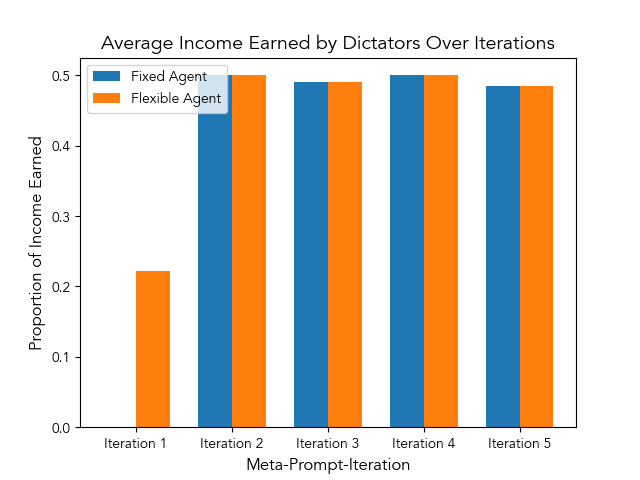 Average Income Earned by Dictators Over Iterations
Fixed Agent
Flexible Agent
Proportion of Income Earned
0.5
0.4
0.3
0.2
0.1
0.0
Iteration 1 Iteration 2 Iteration 3 Iteration 4 Iteration 5
Meta-Prompt-Iteration